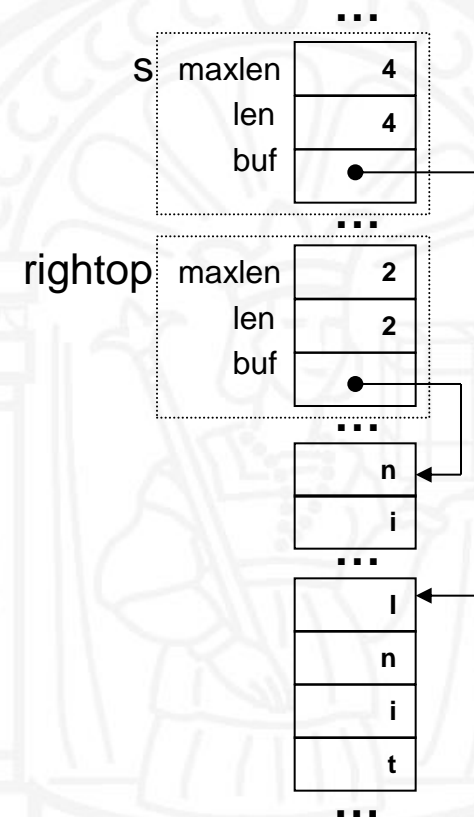 ...
s maxlen 4
len 4
buf
...
rightop maxlen 2
len 2
buf
...
n
i
...
I
n
i
t
...